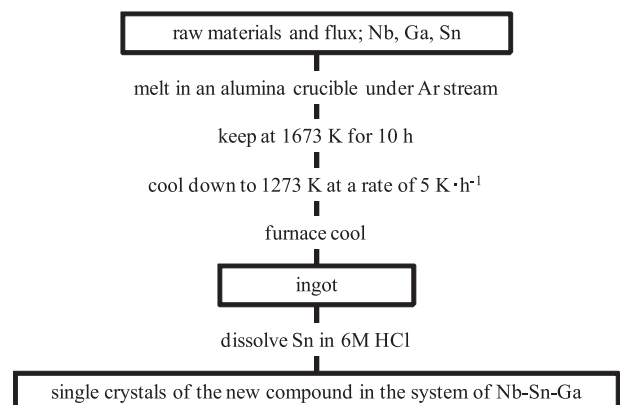 raw materials and flux; Nb, Ga, Sn
melt in an alumina crucible under Ar stream
keep at 1673 K for 10 h
cool down to 1273 K at a rate of 5 K·h⁻¹
furnace cool
ingot
dissolve Sn in 6M HCl
single crystals of the new compound in the system of Nb-Sn-Ga